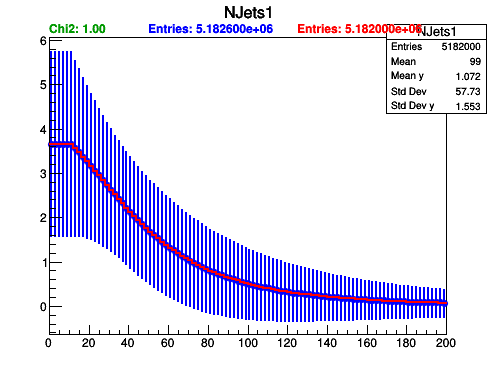 NJets1
Chi2: 1.00 Entries: 5.182600e+06 Entries: 5.182000e+06
NJets1
Entries 5182000
Mean 99
Mean y 1.072
Std Dev 57.73
Std Dev y 1.553
6
5
4
3
2
1
0
0 20 40 60 80 100 120 140 160 180 200